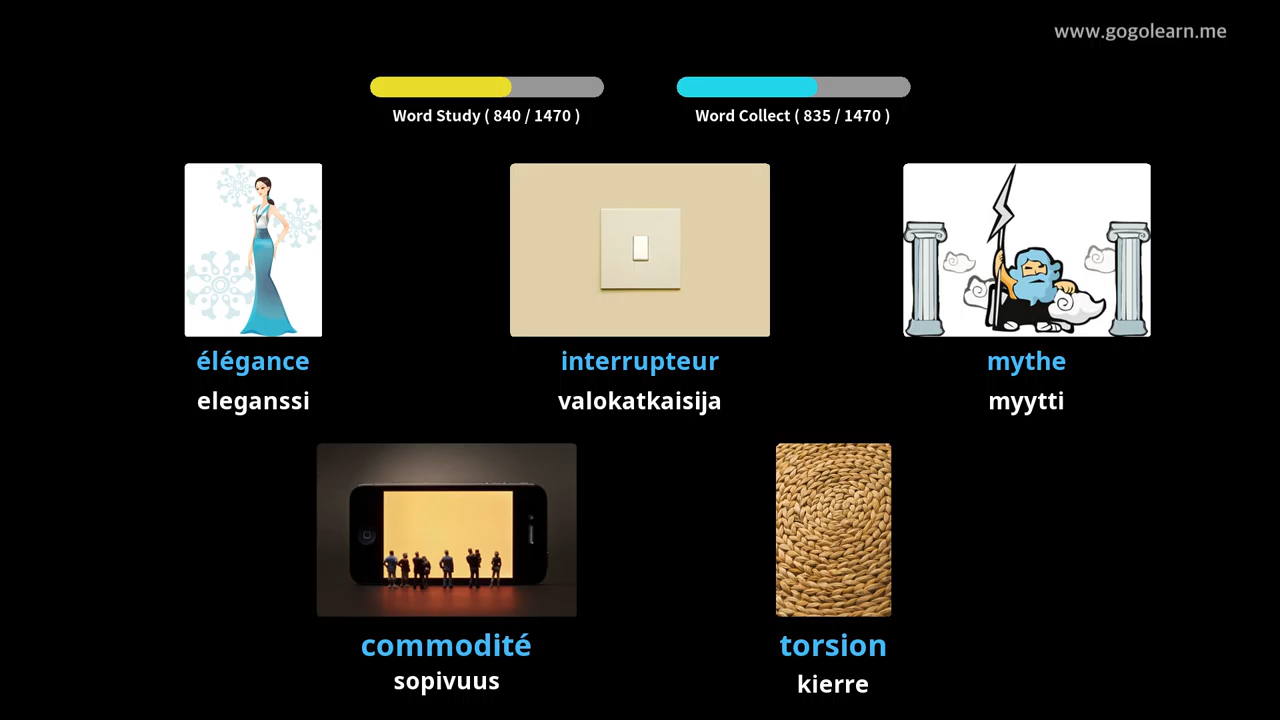 www.gogolearn.me
Word Study ( 840 / 1470 )
Word Collect ( 835 / 1470 )
élégance
interrupteur
mythe
eleganssi
valokatkaisija
myytti
commodité
torsion
sopivuus
kierre